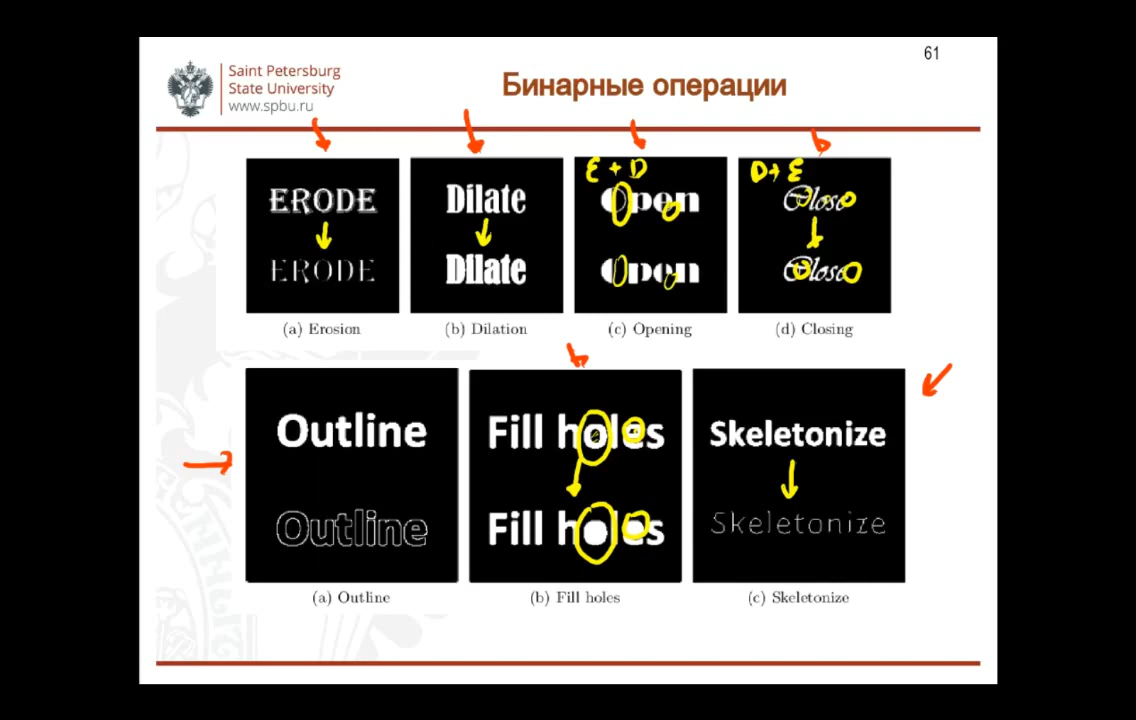 61
Saint Petersburg
State University
www.spbu.ru
Бинарные операции
E + D
D + E
ERODE
Dilate
Open
Close
ERODE
Dilate
Open
Close
(a) Erosion
(b) Dilation
(c) Opening
(d) Closing
Outline
Fill holes
Skeletonize
Outline
Fill holes
Skeletonize
(a) Outline
(b) Fill holes
(c) Skeletonize